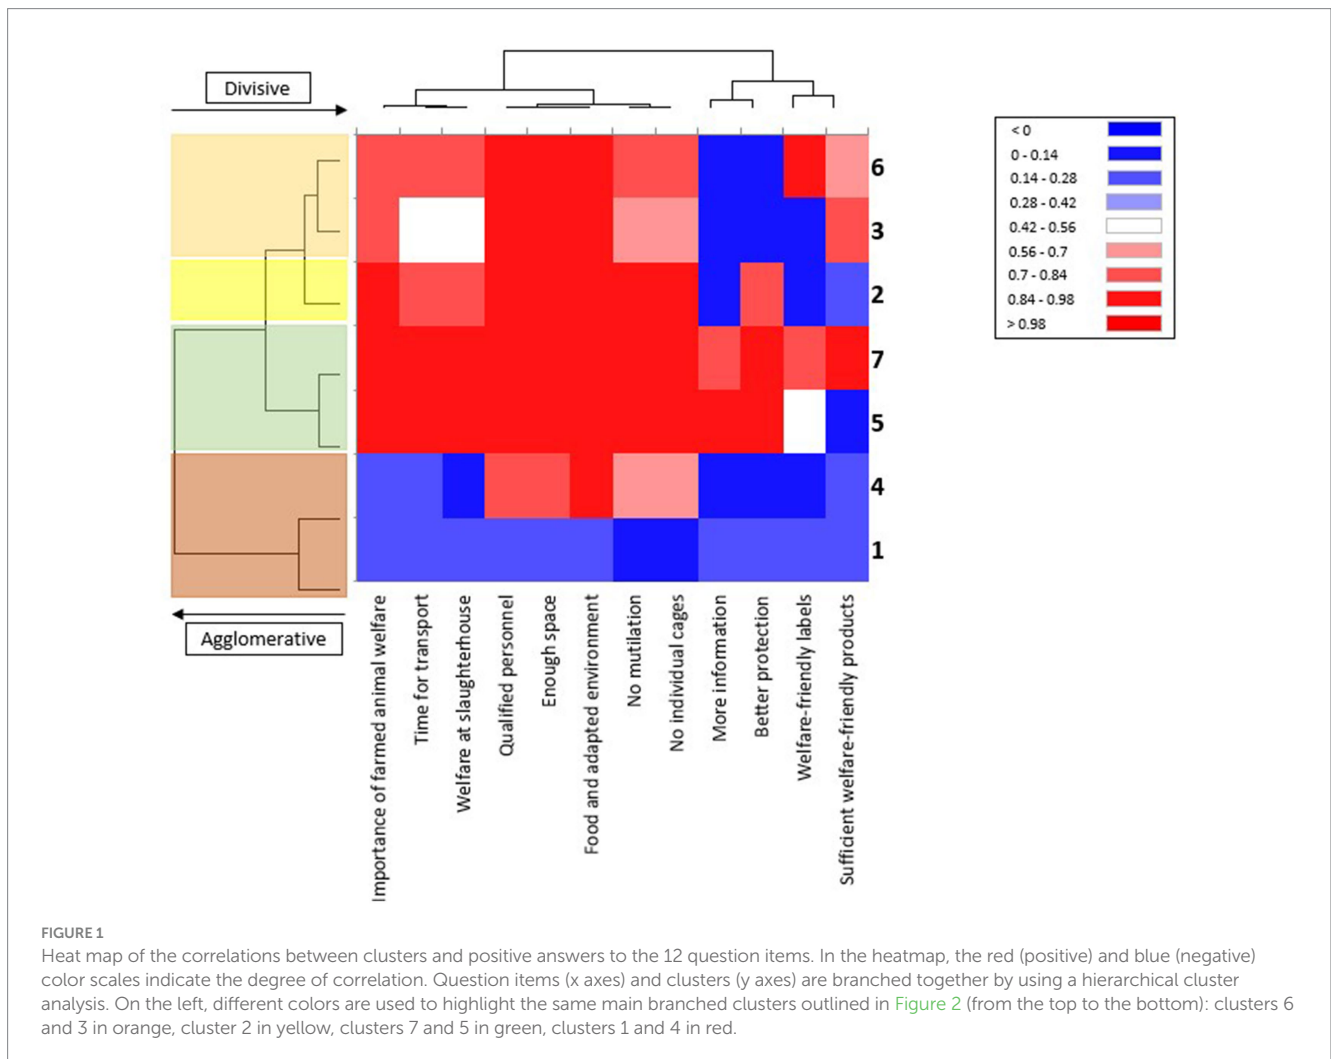 Divisive
< 0
0 - 0.14
0.14 - 0.28
0.28 - 0.42
0.42 - 0.56
0.56 - 0.7
0.7 - 0.84
0.84 - 0.98
> 0.98
6
3
2
7
5
4
1
Agglomerative
Importance of farmed animal welfare
Time for transport
Welfare at slaughterhouse
Qualified personnel
Enough space
Food and adapted environment
No mutilation
No individual cages
More information
Better protection
Welfare-friendly labels
Sufficient welfare-friendly products
FIGURE 1
Heat map of the correlations between clusters and positive answers to the 12 question items. In the heatmap, the red (positive) and blue (negative)
color scales indicate the degree of correlation. Question items (x axes) and clusters (y axes) are branched together by using a hierarchical cluster
analysis. On the left, different colors are used to highlight the same main branched clusters outlined in Figure 2 (from the top to the bottom): clusters 6
and 3 in orange, cluster 2 in yellow, clusters 7 and 5 in green, clusters 1 and 4 in red.